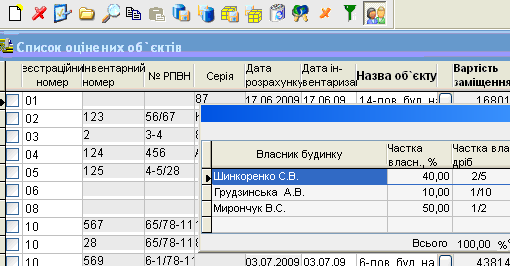 Список оцінених об`єктів
еєстраційний номер Інвентарний номер № РПВН Серія Дата розрахунку Дата ін- вентариза Назва об`єкту Вартість заміщення
01 87 17.06.2009 17.06.09 14-пов. буд. на 16801
02 123 56/67
03 2 3-4
04 124 456
05 125 4-5/28
06
08
10 567 65/78-11
10 28 65/78-11
10 569 6-1/78-11 03.07.2009 03.07.09 6-пов. буд. на 43814
Власник будинку Частка власн., % Частка вла дріб
Шинкоренко С.В. 40,00 2/5
Грудзинська А.В. 10,00 1/10
Мирончук В.С. 50,00 1/2
Всього 100,00 %